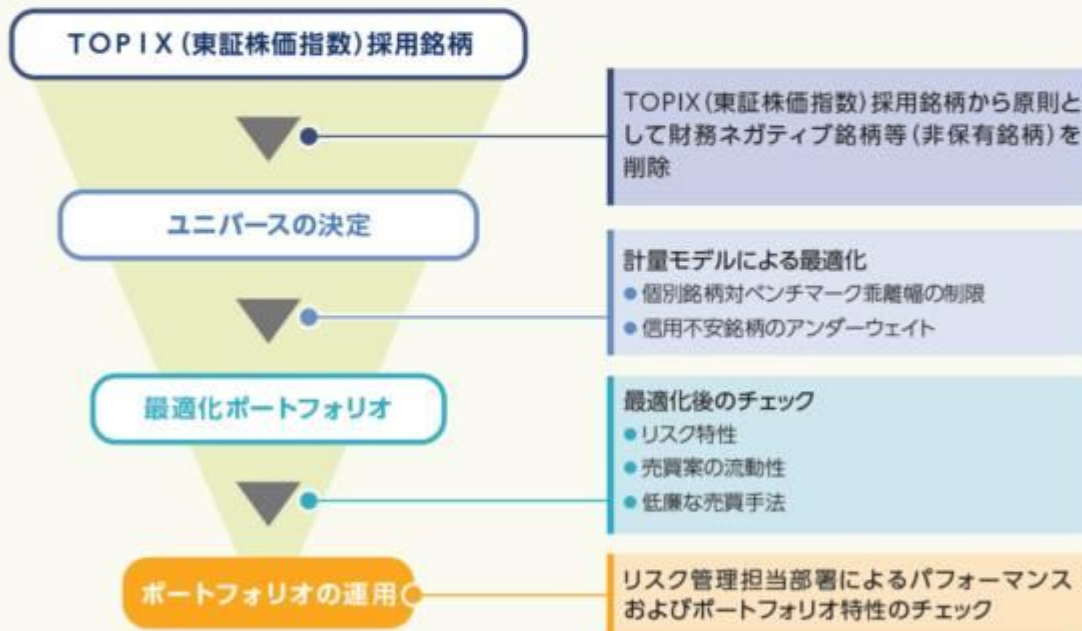 TOPIX(東証株価指数)採用銘柄
TOPIX(東証株価指数)採用銘柄から原則と
して財務ネガティブ銘柄等(非保有銘柄)を
削除
ユニバースの決定
計量モデルによる最適化
●個別銘柄対ベンチマーク乖離幅の制限
●信用不安銘柄のアンダーウェイト
最適化ポートフォリオ
最適化後のチェック
●リスク特性
●売買案の流動性
●低廉な売買手法
ポートフォリオの運用
リスク管理担当部署によるパフォーマンス
およびポートフォリオ特性のチェック